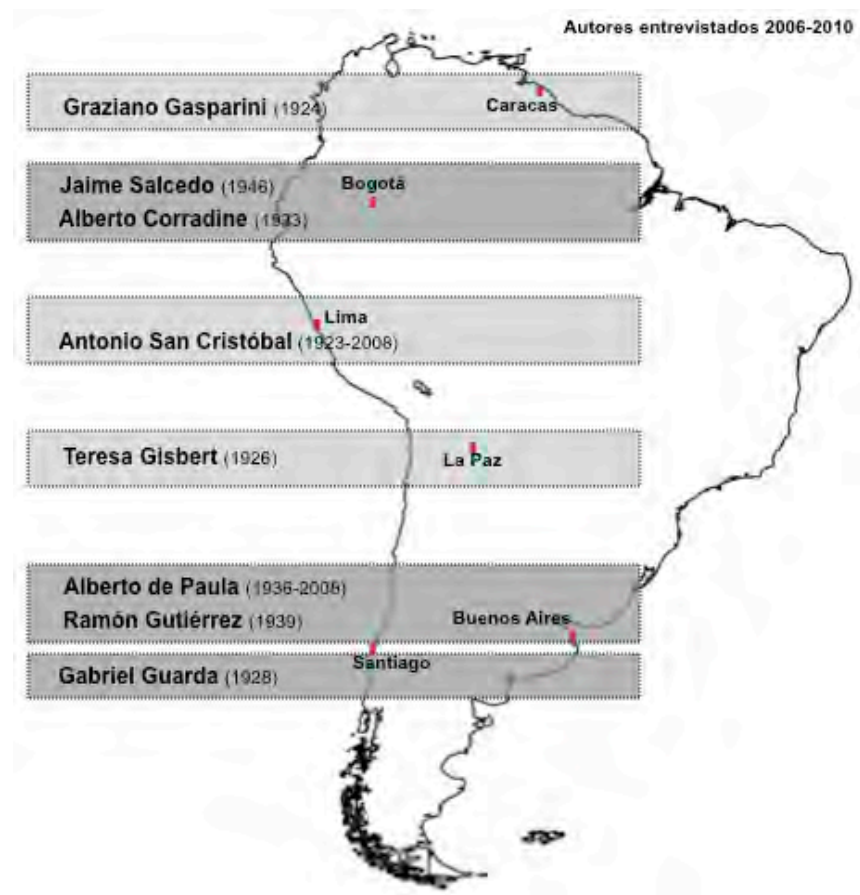 Autores entrevistados 2006-2010
Graziano Gasparini (1924)
Caracas
Jaime Salcedo (1946)
Bogotá
Alberto Corradine (1933)
Lima
Antonio San Cristóbal (1923-2008)
Teresa Gisbert (1926)
La Paz
Alberto de Paula (1936-2008)
Ramón Gutiérrez (1939)
Buenos Aires
Santiago
Gabriel Guarda (1928)